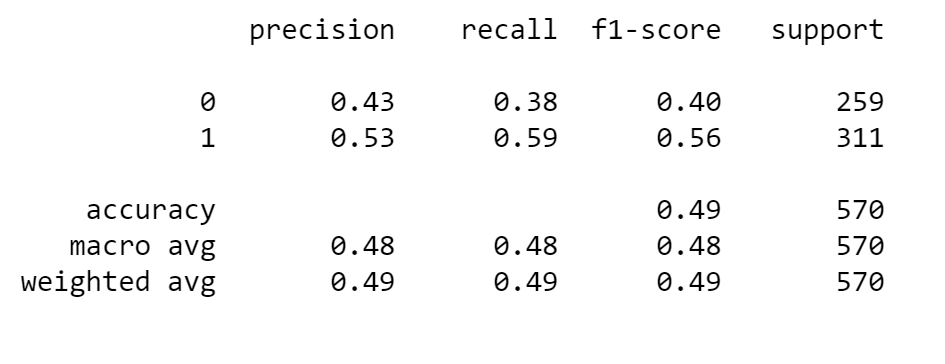 precision recall f1-score support
0 0.43 0.38 0.40 259
1 0.53 0.59 0.56 311
accuracy 0.49 570
macro avg 0.48 0.48 0.48 570
weighted avg 0.49 0.49 0.49 570